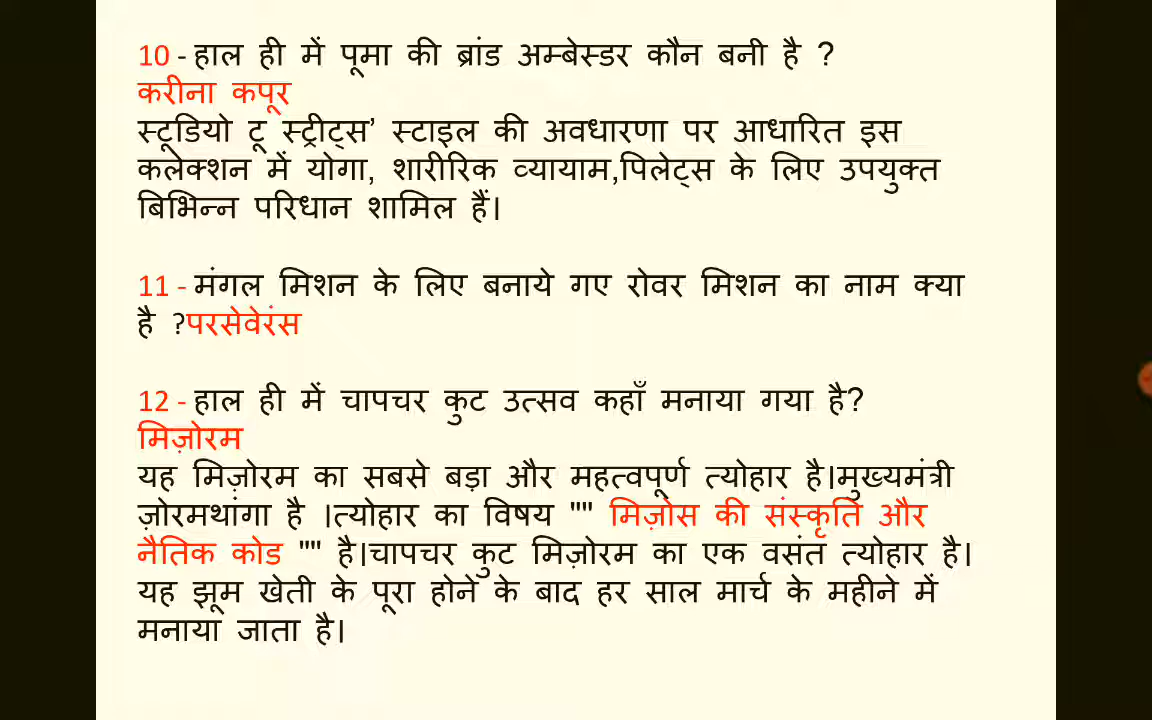 10 - हाल ही में पूमा की ब्रांड अम्बेस्डर कौन बनी है ?
करीना कपूर
स्टूडियो टू स्ट्रीट्स’ स्टाइल की अवधारणा पर आधारित इस
कलेक्शन में योगा, शारीरिक व्यायाम,पिलेट्स के लिए उपयुक्त
बिभिन्न परिधान शामिल हैं।
11 - मंगल मिशन के लिए बनाये गए रोवर मिशन का नाम क्या
है ?परसेवेरंस
12 - हाल ही में चापचर कुट उत्सव कहाँ मनाया गया है?
मिज़ोरम
यह मिज़ोरम का सबसे बड़ा और महत्वपूर्ण त्योहार है।मुख्यमंत्री
ज़ोरमथांगा है ।त्योहार का विषय "" मिज़ोस की संस्कृति और
नैतिक कोड "" है।चापचर कुट मिज़ोरम का एक वसंत त्योहार है।
यह झूम खेती के पूरा होने के बाद हर साल मार्च के महीने में
मनाया जाता है।